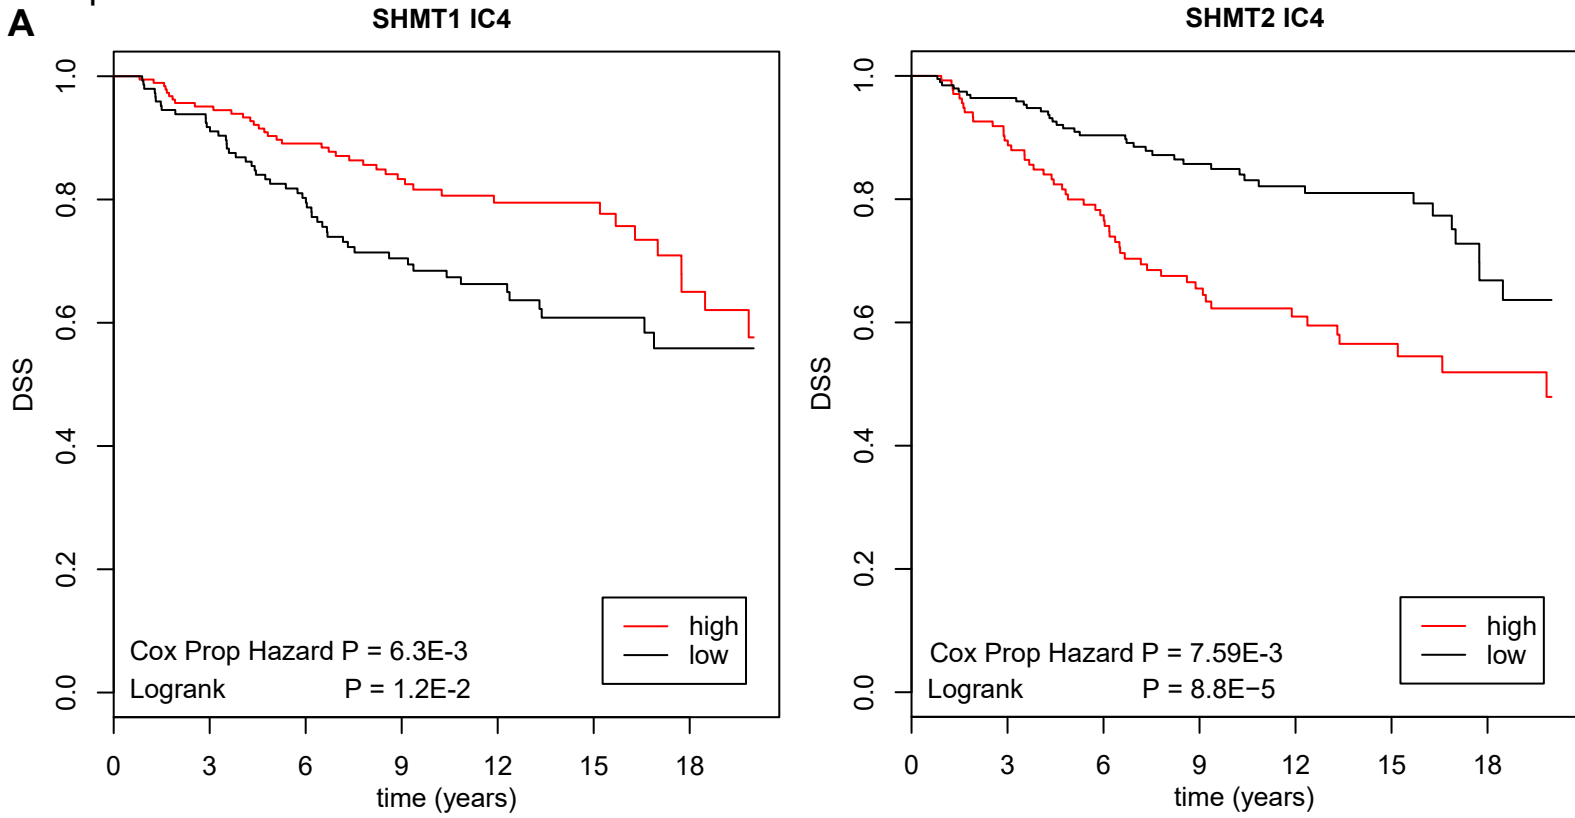 A
SHMT1 IC4
1.0
0.8
0.6
0.4
0.2
0.0
DSS
Cox Prop Hazard P = 6.3E-3
Logrank P = 1.2E-2
high
low
0 3 6 9 12 15 18
time (years)
SHMT2 IC4
1.0
0.8
0.6
0.4
0.2
0.0
DSS
Cox Prop Hazard P = 7.59E-3
Logrank P = 8.8E−5
high
low
0 3 6 9 12 15 18
time (years)